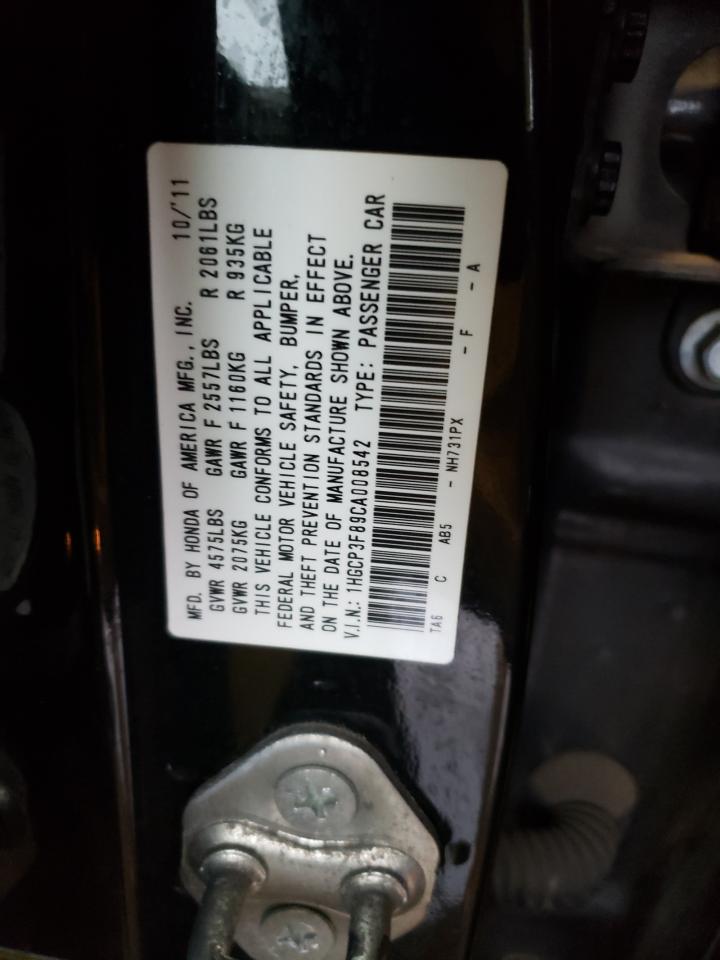 MFD. BY HONDA OF AMERICA MFG., INC. 10/'11
GVWR 4575LBS GAWR F 2557LBS R 2061LBS
GVWR 2075KG GAWR F 1160KG R 935KG
THIS VEHICLE CONFORMS TO ALL APPLICABLE
FEDERAL MOTOR VEHICLE SAFETY, BUMPER,
AND THEFT PREVENTION STANDARDS IN EFFECT
ON THE DATE OF MANUFACTURE SHOWN ABOVE.
V.I.N.: 1HGCP3F89CA008542 TYPE: PASSENGER CAR
TA6 C AB5 - NH731PX - F - A